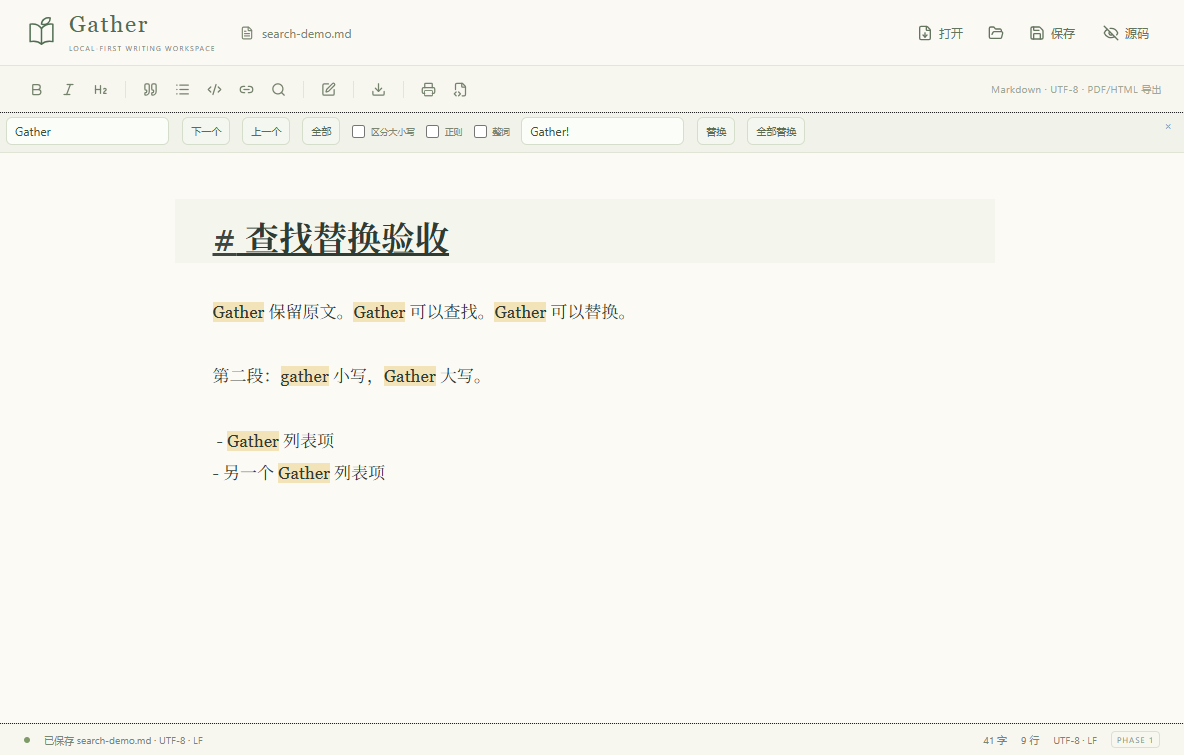 Gather
LOCAL-FIRST WRITING WORKSPACE
search-demo.md
打开
保存
源码
B I H2
Markdown · UTF-8 · PDF/HTML 导出
Gather 下一个 上一个 全部 区分大小写 正则 整词 Gather! 替换 全部替换 ×
# 查找替换验收
Gather 保留原文。Gather 可以查找。Gather 可以替换。
第二段：gather 小写，Gather 大写。
- Gather 列表项
- 另一个 Gather 列表项
已保存 search-demo.md · UTF-8 · LF
41 字 9 行 UTF-8 · LF PHASE 1